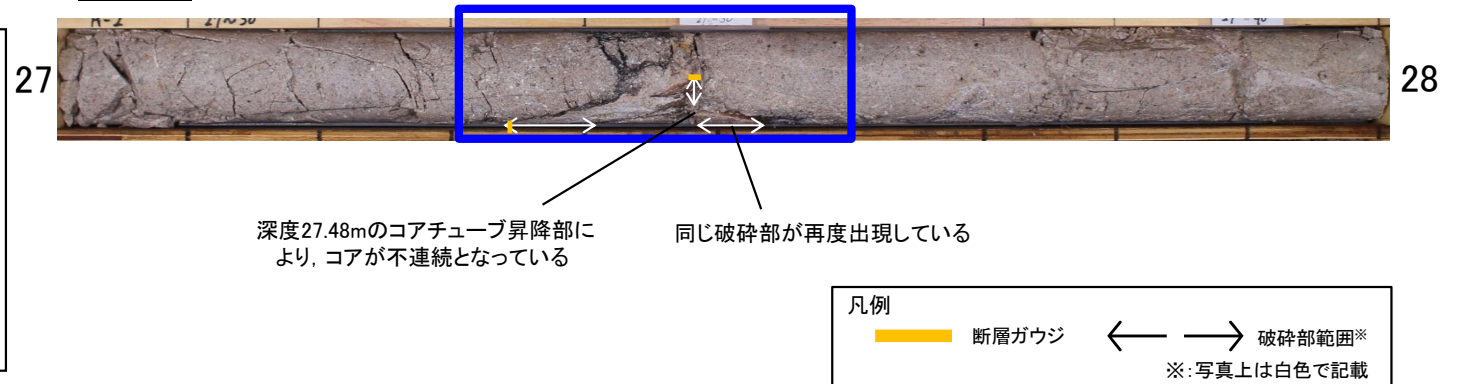 27
28
深度27.48mのコアチューブ昇降部に
より, コアが不連続となっている
同じ破砕部が再度出現している
凡例
断層ガウジ
破砕部範囲※
※:写真上は白色で記載